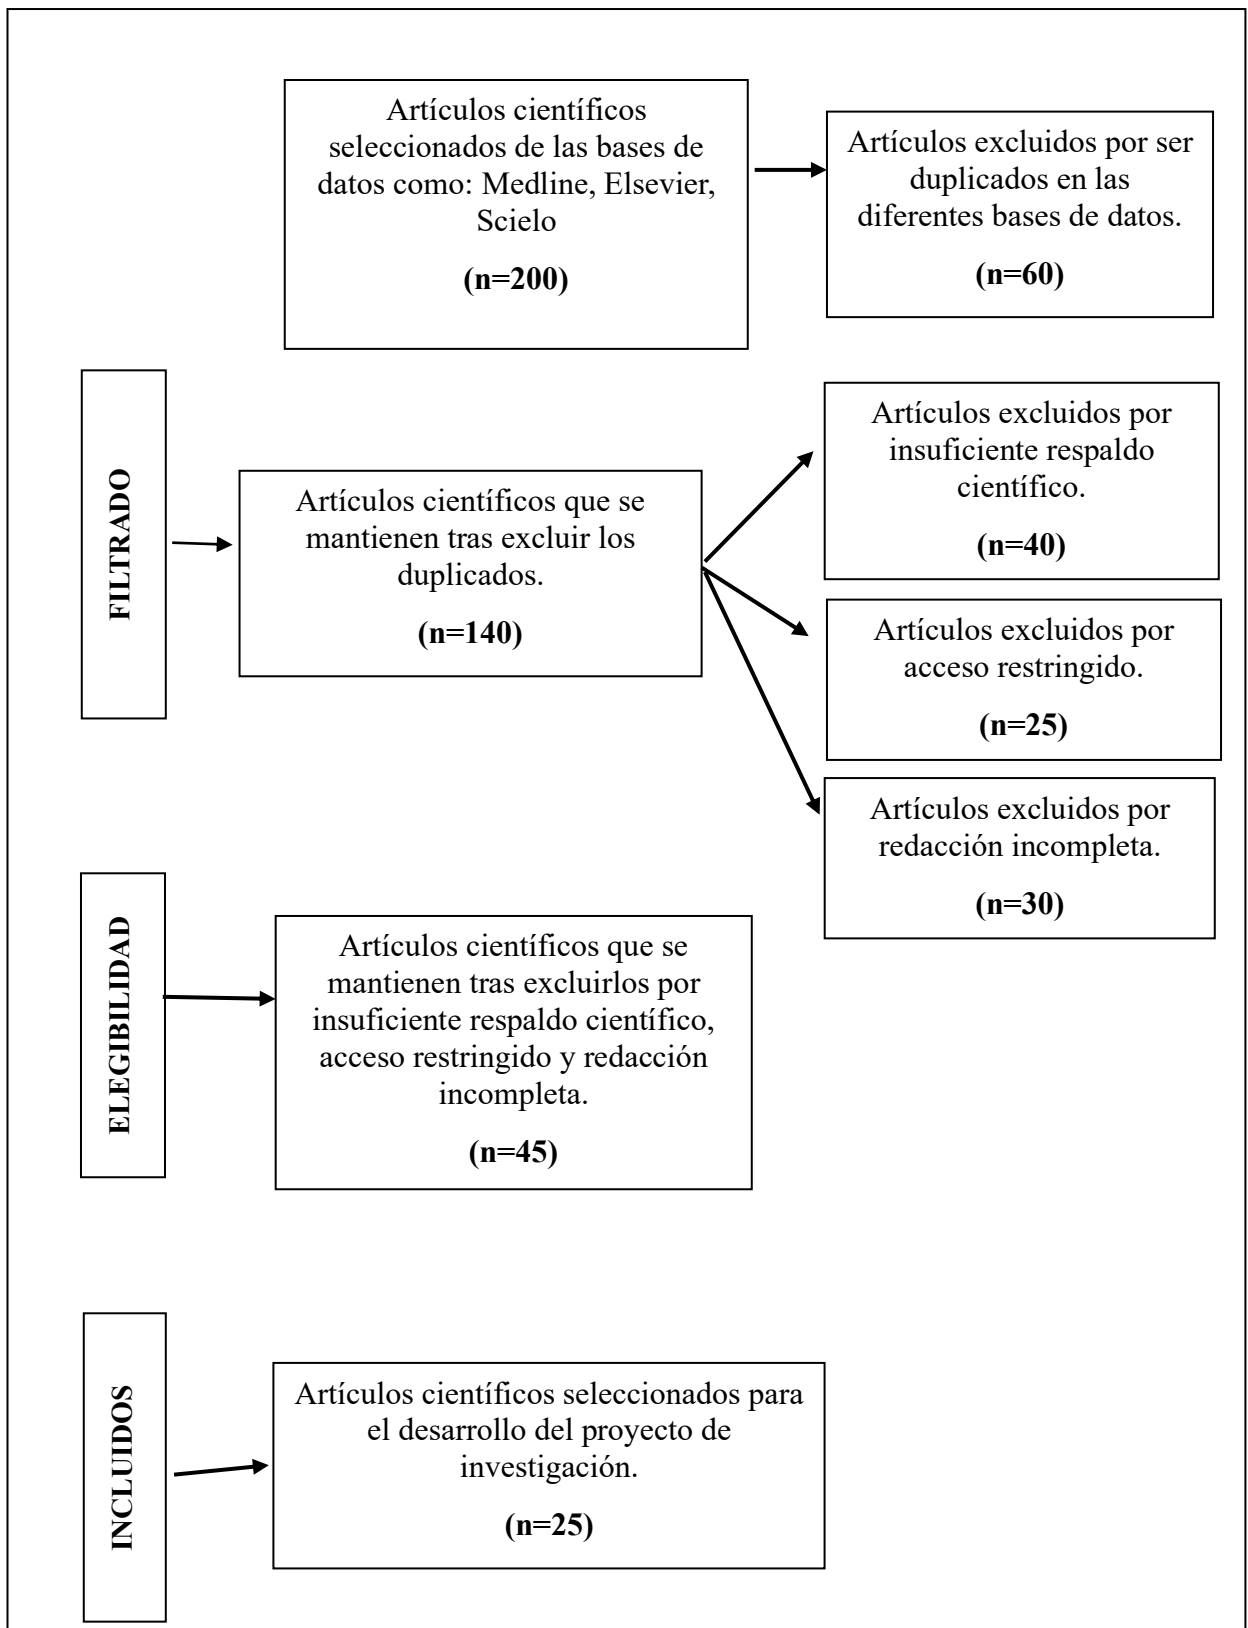 Artículos científicos
seleccionados de las bases de
datos como: Medline, Elsevier,
Scielo
(n=200)
Artículos excluidos por ser
duplicados en las
diferentes bases de datos.
(n=60)
FILTRADO
Artículos científicos que se
mantienen tras excluir los
duplicados.
(n=140)
Artículos excluidos por
insuficiente respaldo
científico.
(n=40)
Artículos excluidos por
acceso restringido.
(n=25)
Artículos excluidos por
redacción incompleta.
(n=30)
ELEGIBILIDAD
Artículos científicos que se
mantienen tras excluirlos por
insuficiente respaldo científico,
acceso restringido y redacción
incompleta.
(n=45)
INCLUIDOS
Artículos científicos seleccionados para
el desarrollo del proyecto de
investigación.
(n=25)